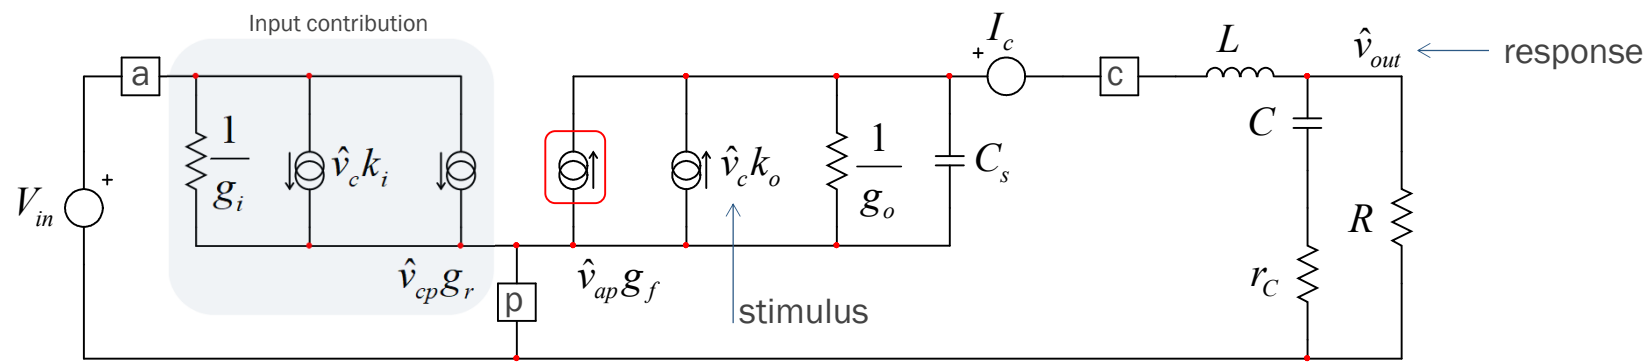 Input contribution
I_c
+
L
v̂_out
response
a
c
1
g_i
v̂_c k_i
v̂_c k_o
1
g_o
C_s
C
V_in
+
R
v̂_cp g_r
p
v̂_ap g_f
r_C
stimulus